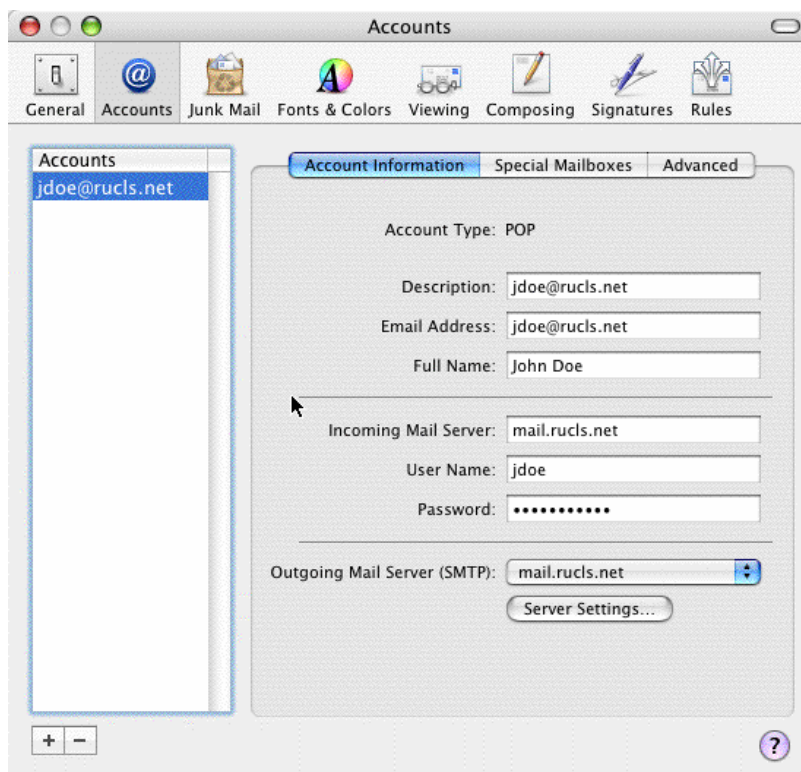 Accounts
General Accounts Junk Mail Fonts & Colors Viewing Composing Signatures Rules
Accounts
jdoe@rucls.net
Account Information Special Mailboxes Advanced
Account Type: POP
Description: jdoe@rucls.net
Email Address: jdoe@rucls.net
Full Name: John Doe
Incoming Mail Server: mail.rucls.net
User Name: jdoe
Password: •••••••••••
Outgoing Mail Server (SMTP): mail.rucls.net
Server Settings...
+ − ?